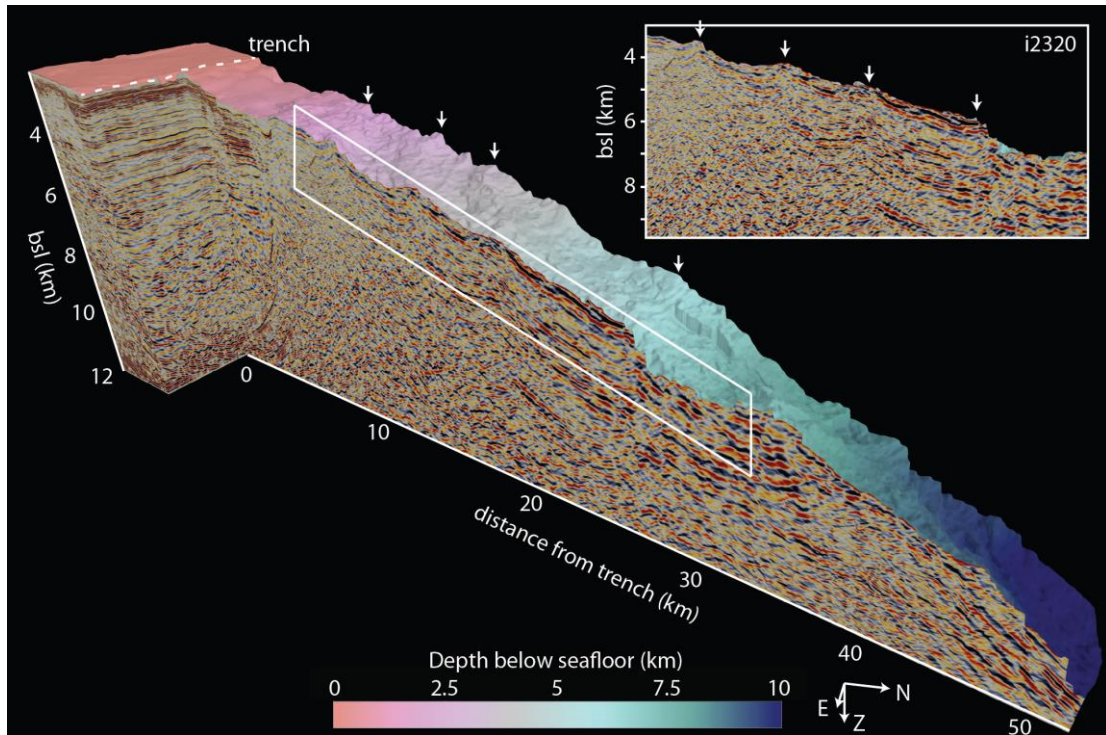 trench
i2320
4
6
8
bsl (km)
4
6
8
10
12
bsl (km)
0
10
20
30
40
50
distance from trench (km)
Depth below seafloor (km)
0 2.5 5 7.5 10
N
E
Z